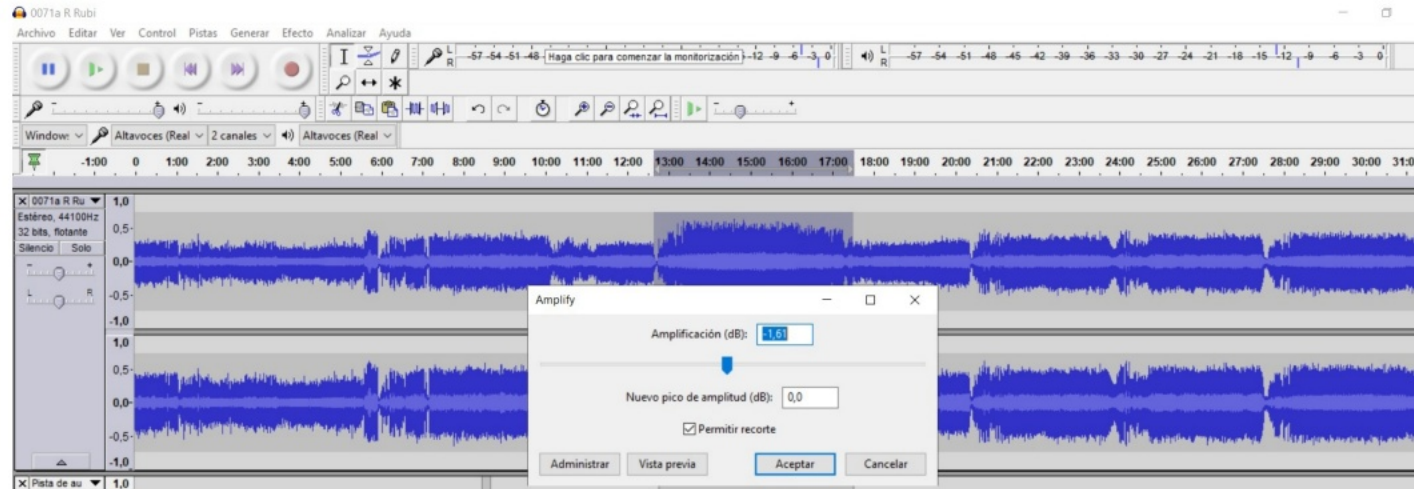 0071a R Rubi
Archivo Editar Ver Control Pistas Generar Efecto Analizar Ayuda
L R -57 -54 -51 -48 Haga clic para comenzar la monitorización -12 -9 -6 -3 0 L R -57 -54 -51 -48 -45 -42 -39 -36 -33 -30 -27 -24 -21 -18 -15 -12 -9 -6 -3 0
Altavoces (Real 2 canales Altavoces (Real
-1:00 0 1:00 2:00 3:00 4:00 5:00 6:00 7:00 8:00 9:00 10:00 11:00 12:00 13:00 14:00 15:00 16:00 17:00 18:00 19:00 20:00 21:00 22:00 23:00 24:00 25:00 26:00 27:00 28:00 29:00 30:00 31:0
X 0071a R Ru 1,0
Estéreo, 44100Hz
32 bits, flotante
0,5-
Silencio Solo
0,0-
- +
L R
-0,5-
-1,0
1,0
0,5-
0,0-
-0,5-
-1,0
Amplify
Amplificación (dB): -1,61
Nuevo pico de amplitud (dB): 0,0
Permitir recorte
Administrar Vista previa Aceptar Cancelar
X Pista de au 1,0